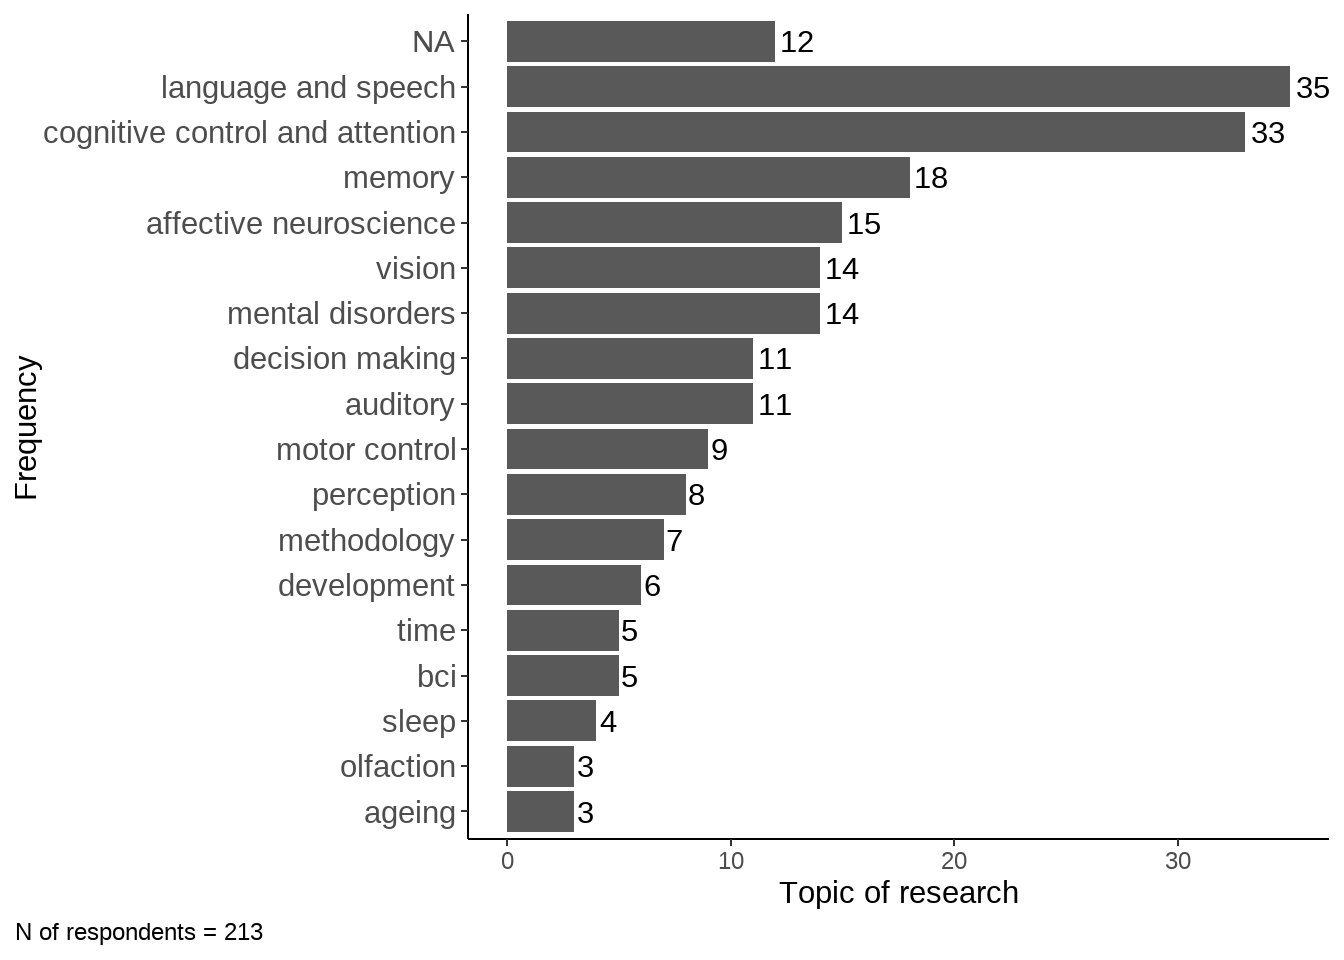 NA 12
language and speech 35
cognitive control and attention 33
memory 18
affective neuroscience 15
vision 14
mental disorders 14
decision making 11
auditory 11
motor control 9
perception 8
methodology 7
development 6
time 5
bci 5
sleep 4
olfaction 3
ageing 3
Frequency
0 10 20 30
Topic of research
N of respondents = 213